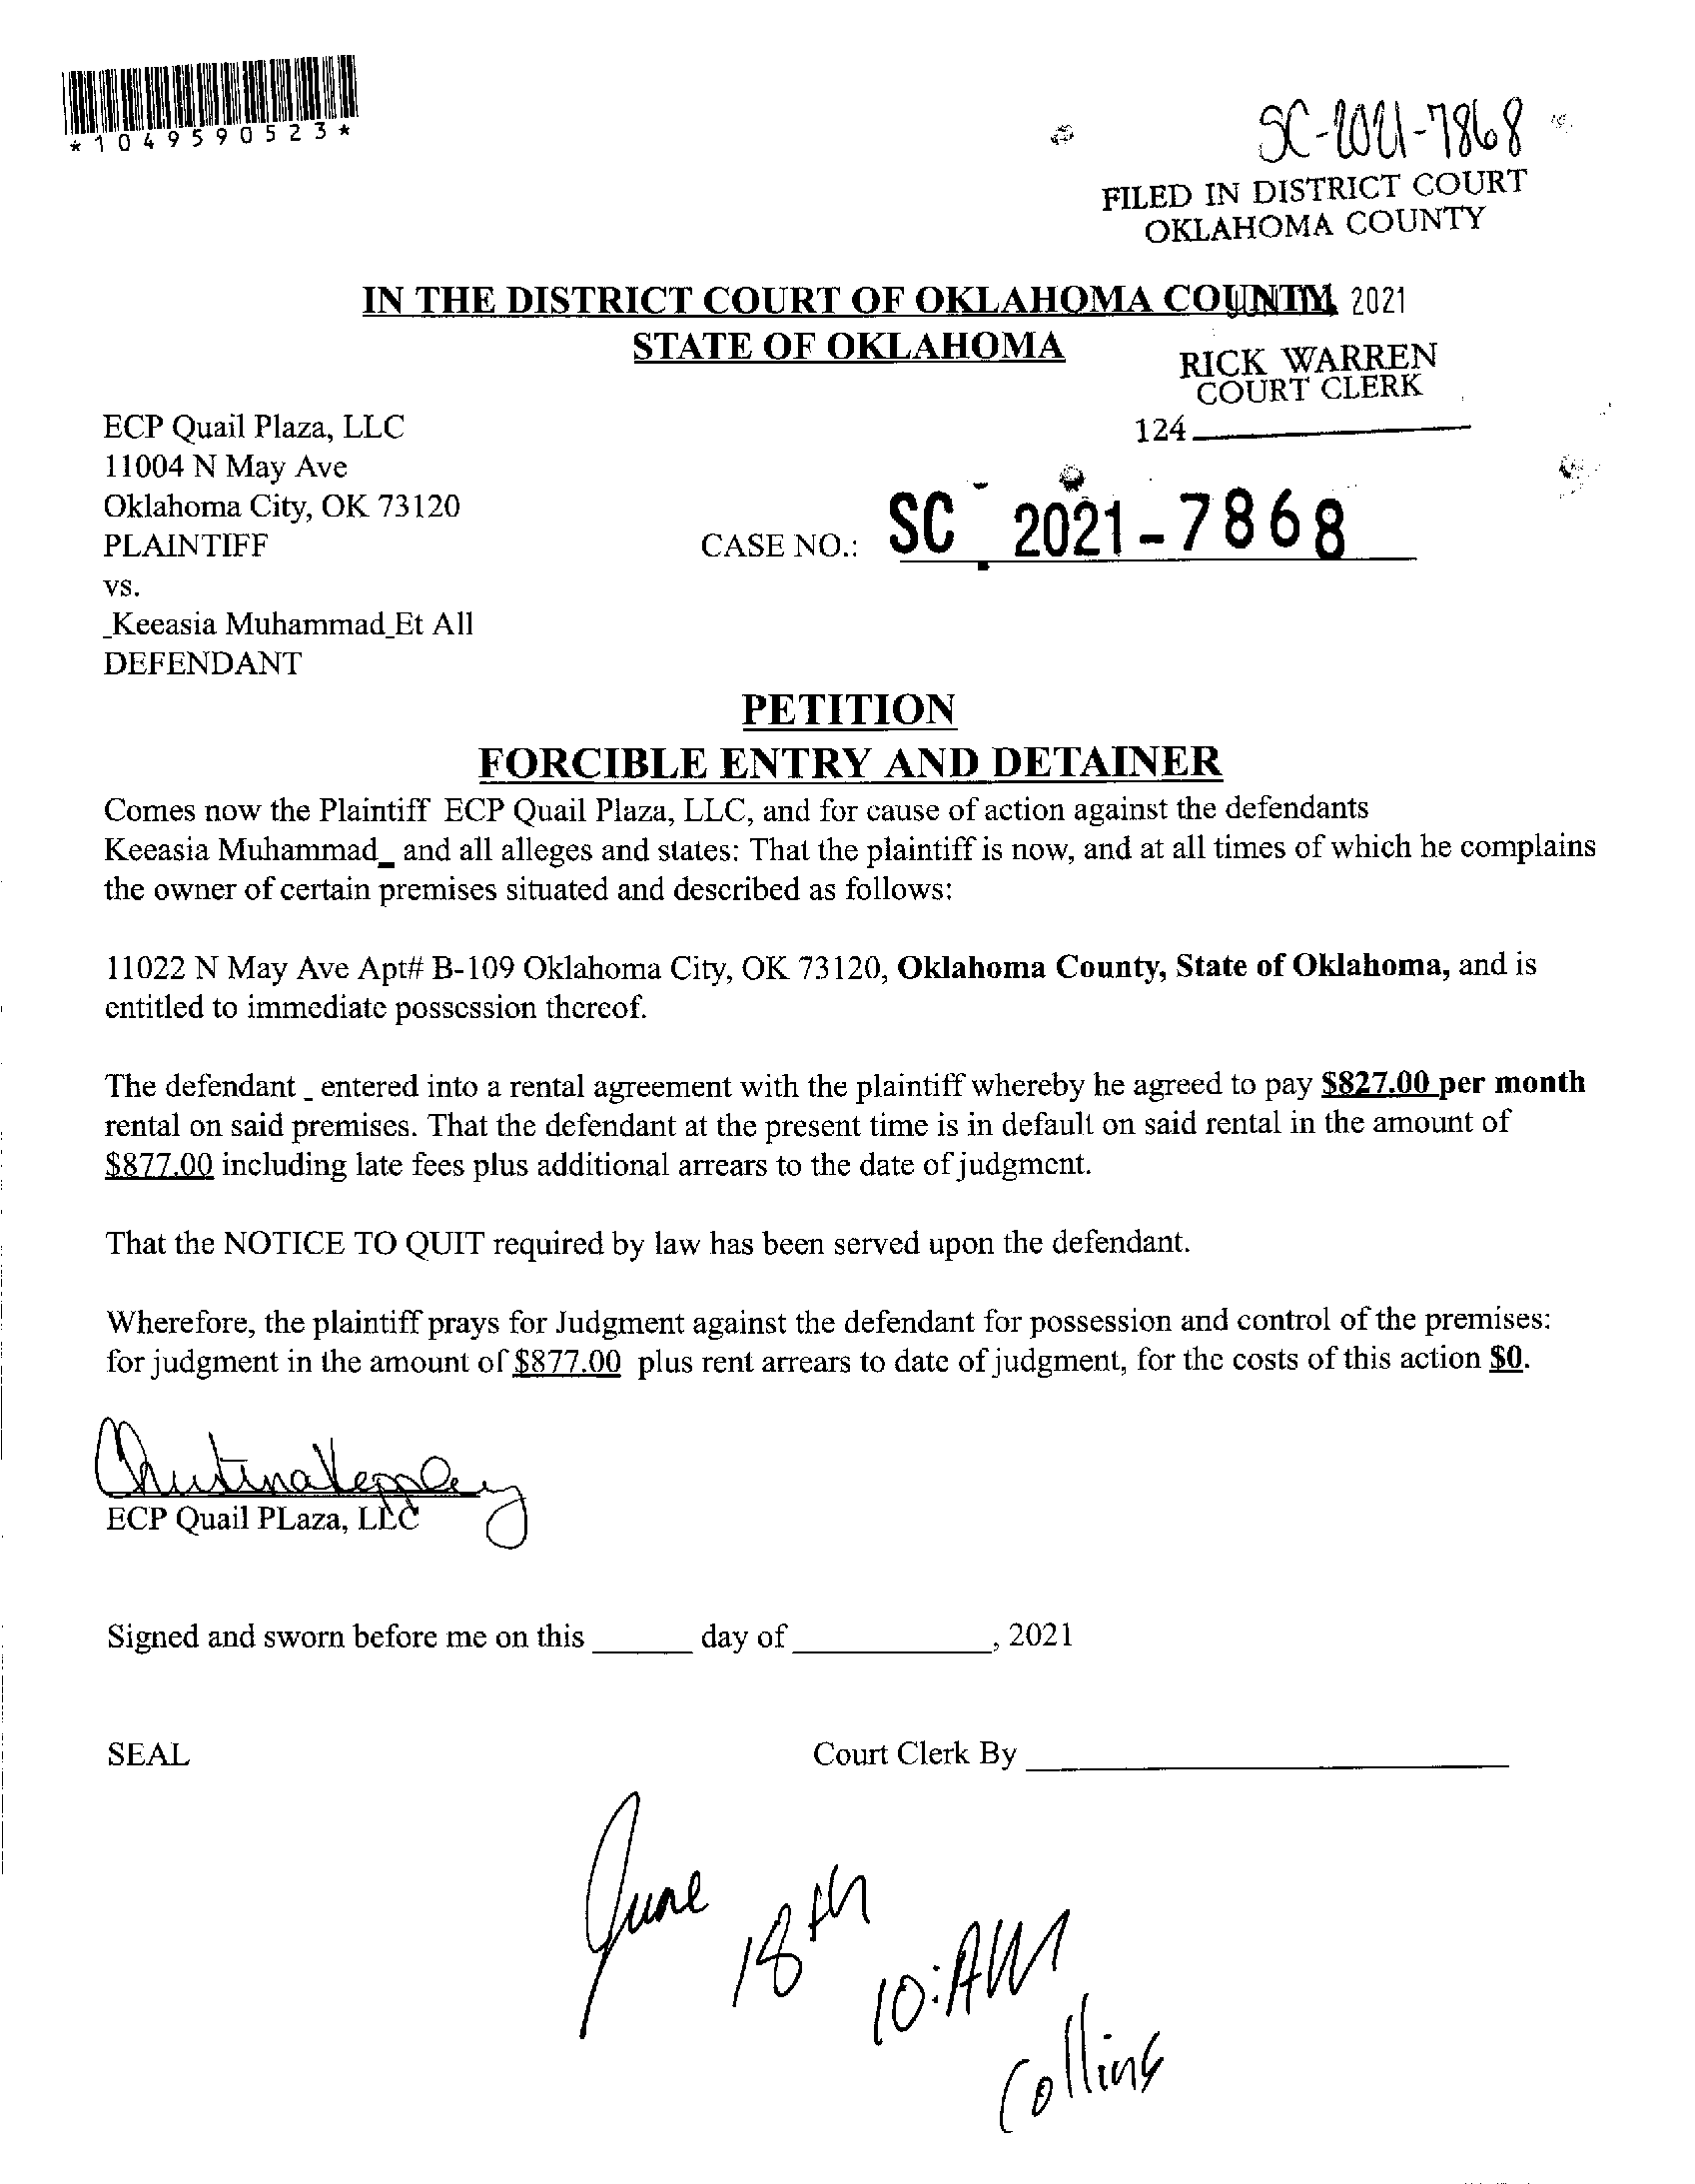 *1049590523*
SC-2021-7868
FILED IN DISTRICT COURT
OKLAHOMA COUNTY
IN THE DISTRICT COURT OF OKLAHOMA COUNTY 2021
STATE OF OKLAHOMA
RICK WARREN
COURT CLERK
124
ECP Quail Plaza, LLC
11004 N May Ave
Oklahoma City, OK 73120
PLAINTIFF
CASE NO.: SC - 2021-7868
vs.
_Keeasia Muhammad_Et All
DEFENDANT
PETITION
FORCIBLE ENTRY AND DETAINER
Comes now the Plaintiff ECP Quail Plaza, LLC, and for cause of action against the defendants
Keeasia Muhammad_ and all alleges and states: That the plaintiff is now, and at all times of which he complains
the owner of certain premises situated and described as follows:
11022 N May Ave Apt# B-109 Oklahoma City, OK 73120, Oklahoma County, State of Oklahoma, and is
entitled to immediate possession thereof.
The defendant _ entered into a rental agreement with the plaintiff whereby he agreed to pay $827.00 per month
rental on said premises. That the defendant at the present time is in default on said rental in the amount of
$877.00 including late fees plus additional arrears to the date of judgment.
That the NOTICE TO QUIT required by law has been served upon the defendant.
Wherefore, the plaintiff prays for Judgment against the defendant for possession and control of the premises:
for judgment in the amount of $877.00 plus rent arrears to date of judgment, for the costs of this action $0.
Christina
ECP Quail PLaza, LLC
Signed and sworn before me on this ______ day of ____________, 2021
SEAL
Court Clerk By ____________
June
18th
10:AM
Collins